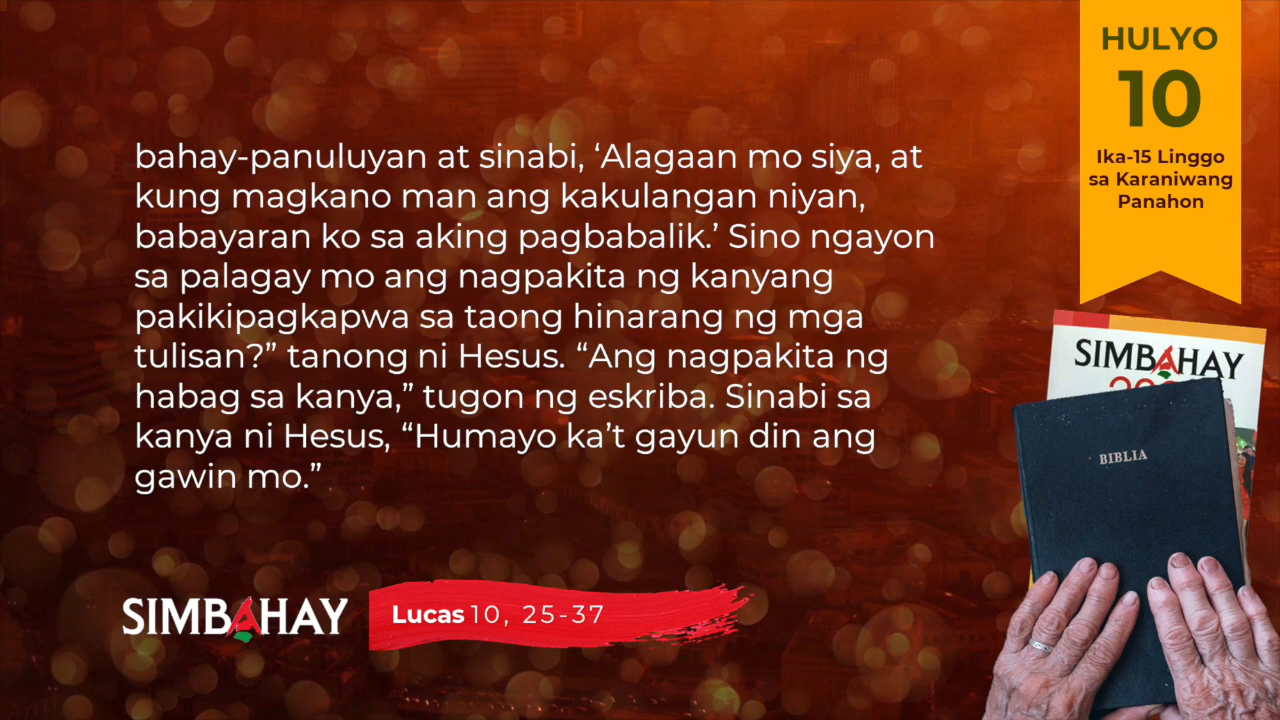 bahay-panuluyan at sinabi, ‘Alagaan mo siya, at
kung magkano man ang kakulangan niyan,
babayaran ko sa aking pagbabalik.’ Sino ngayon
sa palagay mo ang nagpakita ng kanyang
pakikipagkapwa sa taong hinarang ng mga
tulisan?” tanong ni Hesus. “Ang nagpakita ng
habag sa kanya,” tugon ng eskriba. Sinabi sa
kanya ni Hesus, “Humayo ka’t gayun din ang
gawin mo.”
SIMBAHAY
Lucas 10, 25-37
HULYO
10
Ika-15 Linggo
sa Karaniwang
Panahon
SIMBAHAY
BIBLIA